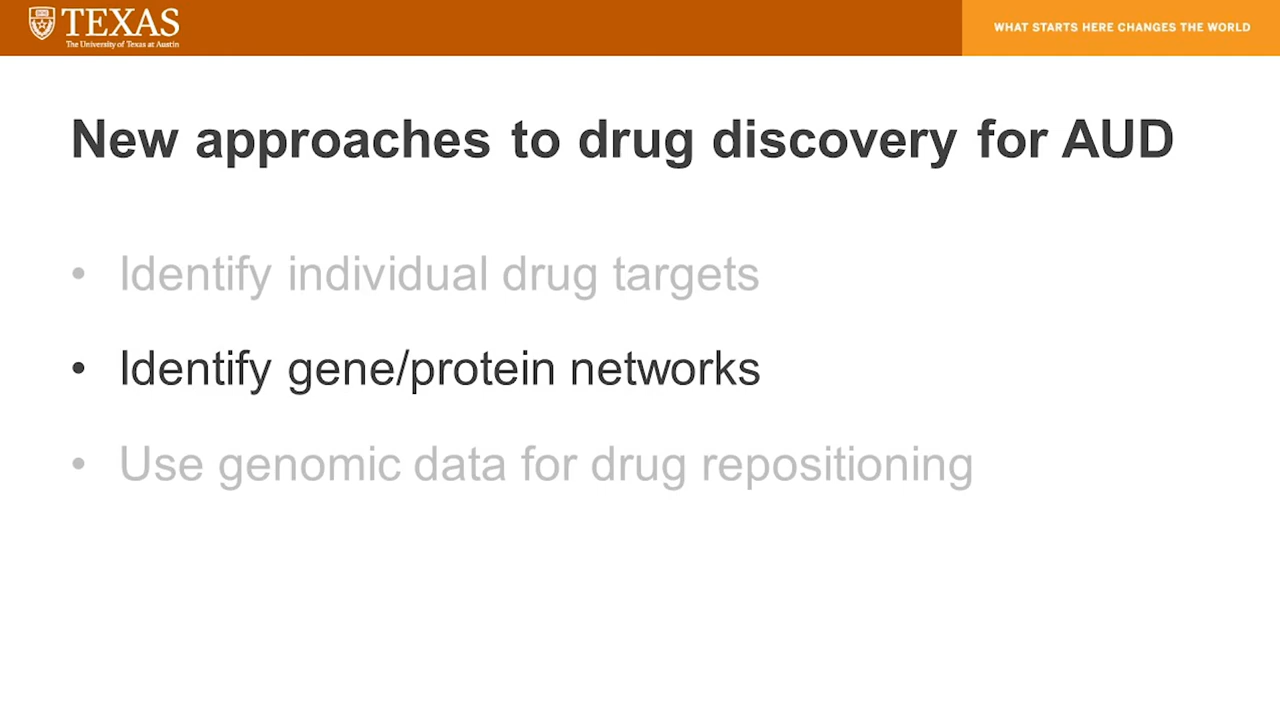 TEXAS
The University of Texas at Austin
WHAT STARTS HERE CHANGES THE WORLD
New approaches to drug discovery for AUD
• Identify individual drug targets
• Identify gene/protein networks
• Use genomic data for drug repositioning